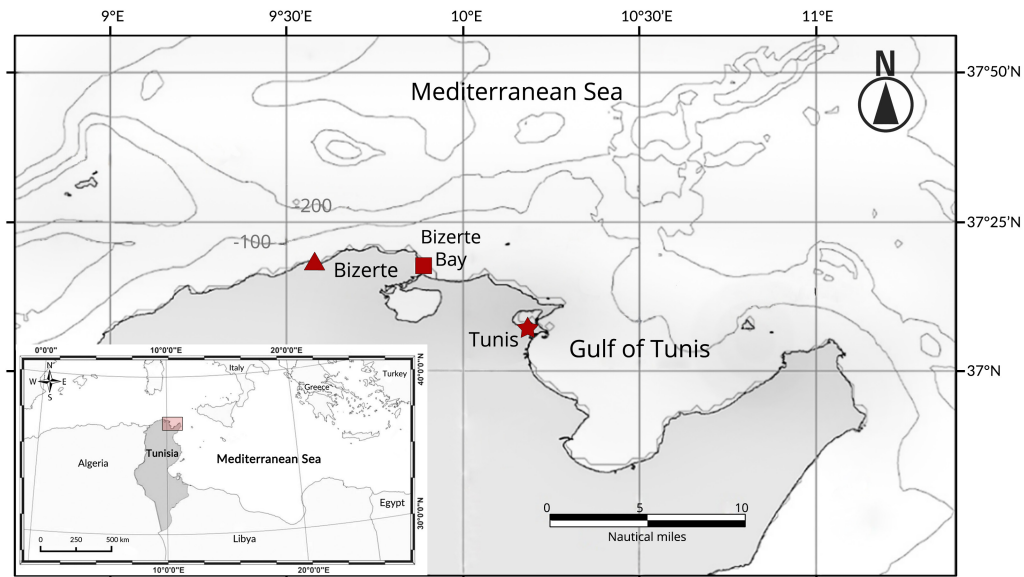 9°E 9°30'E 10°E 10°30'E 11°E
N
37°50'N
Mediterranean Sea
-200
37°25'N
-100
Bizerte
Bay
Bizerte
Tunis
Gulf of Tunis
37°N
0 5 10
Nautical miles
0°0'0" 10°0'0"E 20°0'0"E
N
W E
S
Italy
Greece
Turkey
40°0'0"N
Tunisia
Mediterranean Sea
Algeria
Egypt
Libya
30°0'0"N
0 250 500 km
10°0'0"E 20°0'0"E